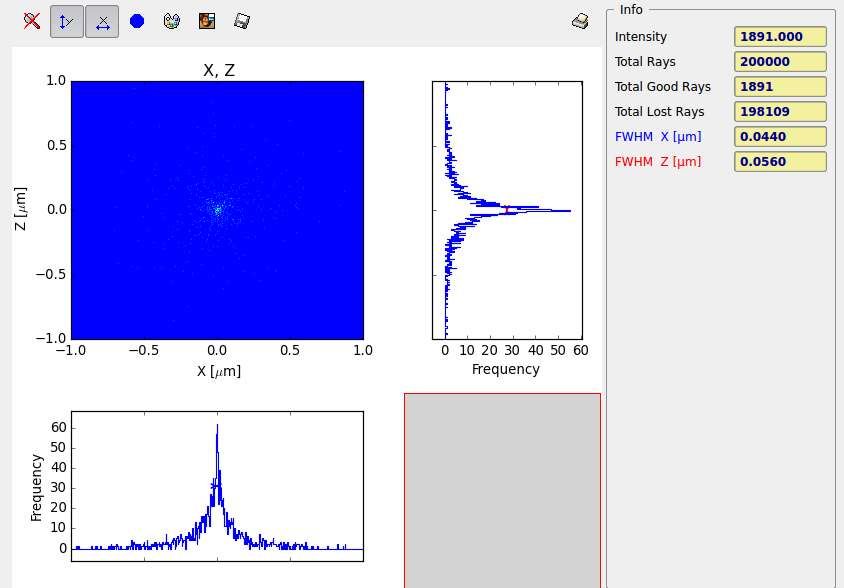 Info
Intensity 1891.000
Total Rays 200000
Total Good Rays 1891
Total Lost Rays 198109
FWHM X [μm] 0.0440
FWHM Z [μm] 0.0560
X, Z
1.0
0.5
0.0
−0.5
−1.0
Z [μm]
−1.0 −0.5 0.0 0.5 1.0
X [μm]
0 10 20 30 40 50 60
Frequency
60
50
40
30
20
10
0
Frequency